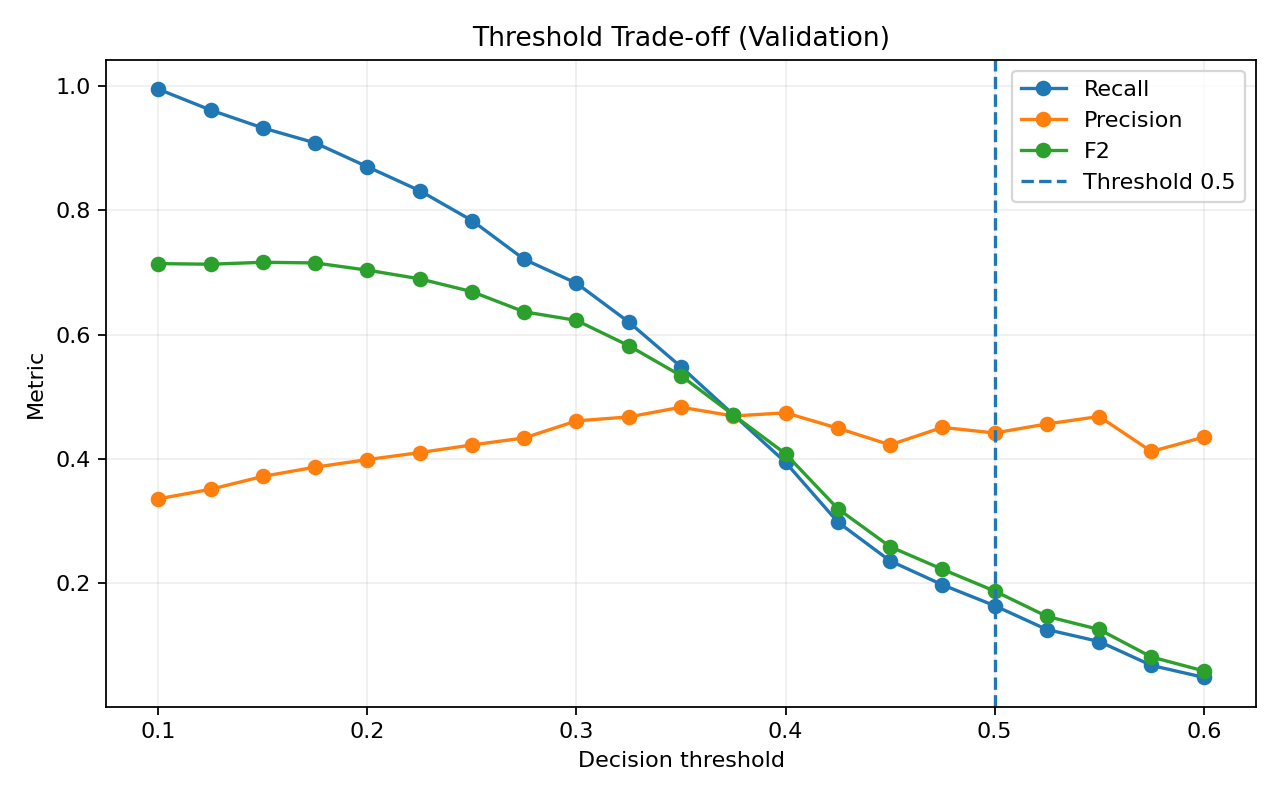 Threshold Trade-off (Validation)
Recall
Precision
F2
Threshold 0.5
Metric
1.0
0.8
0.6
0.4
0.2
0.1 0.2 0.3 0.4 0.5 0.6
Decision threshold